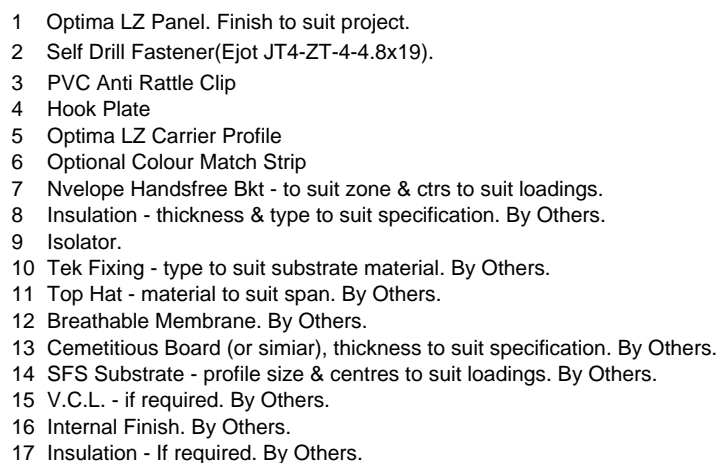 1 Optima LZ Panel. Finish to suit project.
2 Self Drill Fastener(Ejot JT4-ZT-4-4.8x19).
3 PVC Anti Rattle Clip
4 Hook Plate
5 Optima LZ Carrier Profile
6 Optional Colour Match Strip
7 Nvelope Handsfree Bkt - to suit zone & ctrs to suit loadings.
8 Insulation - thickness & type to suit specification. By Others.
9 Isolator.
10 Tek Fixing - type to suit substrate material. By Others.
11 Top Hat - material to suit span. By Others.
12 Breathable Membrane. By Others.
13 Cemetitious Board (or simiar), thickness to suit specification. By Others.
14 SFS Substrate - profile size & centres to suit loadings. By Others.
15 V.C.L. - if required. By Others.
16 Internal Finish. By Others.
17 Insulation - If required. By Others.